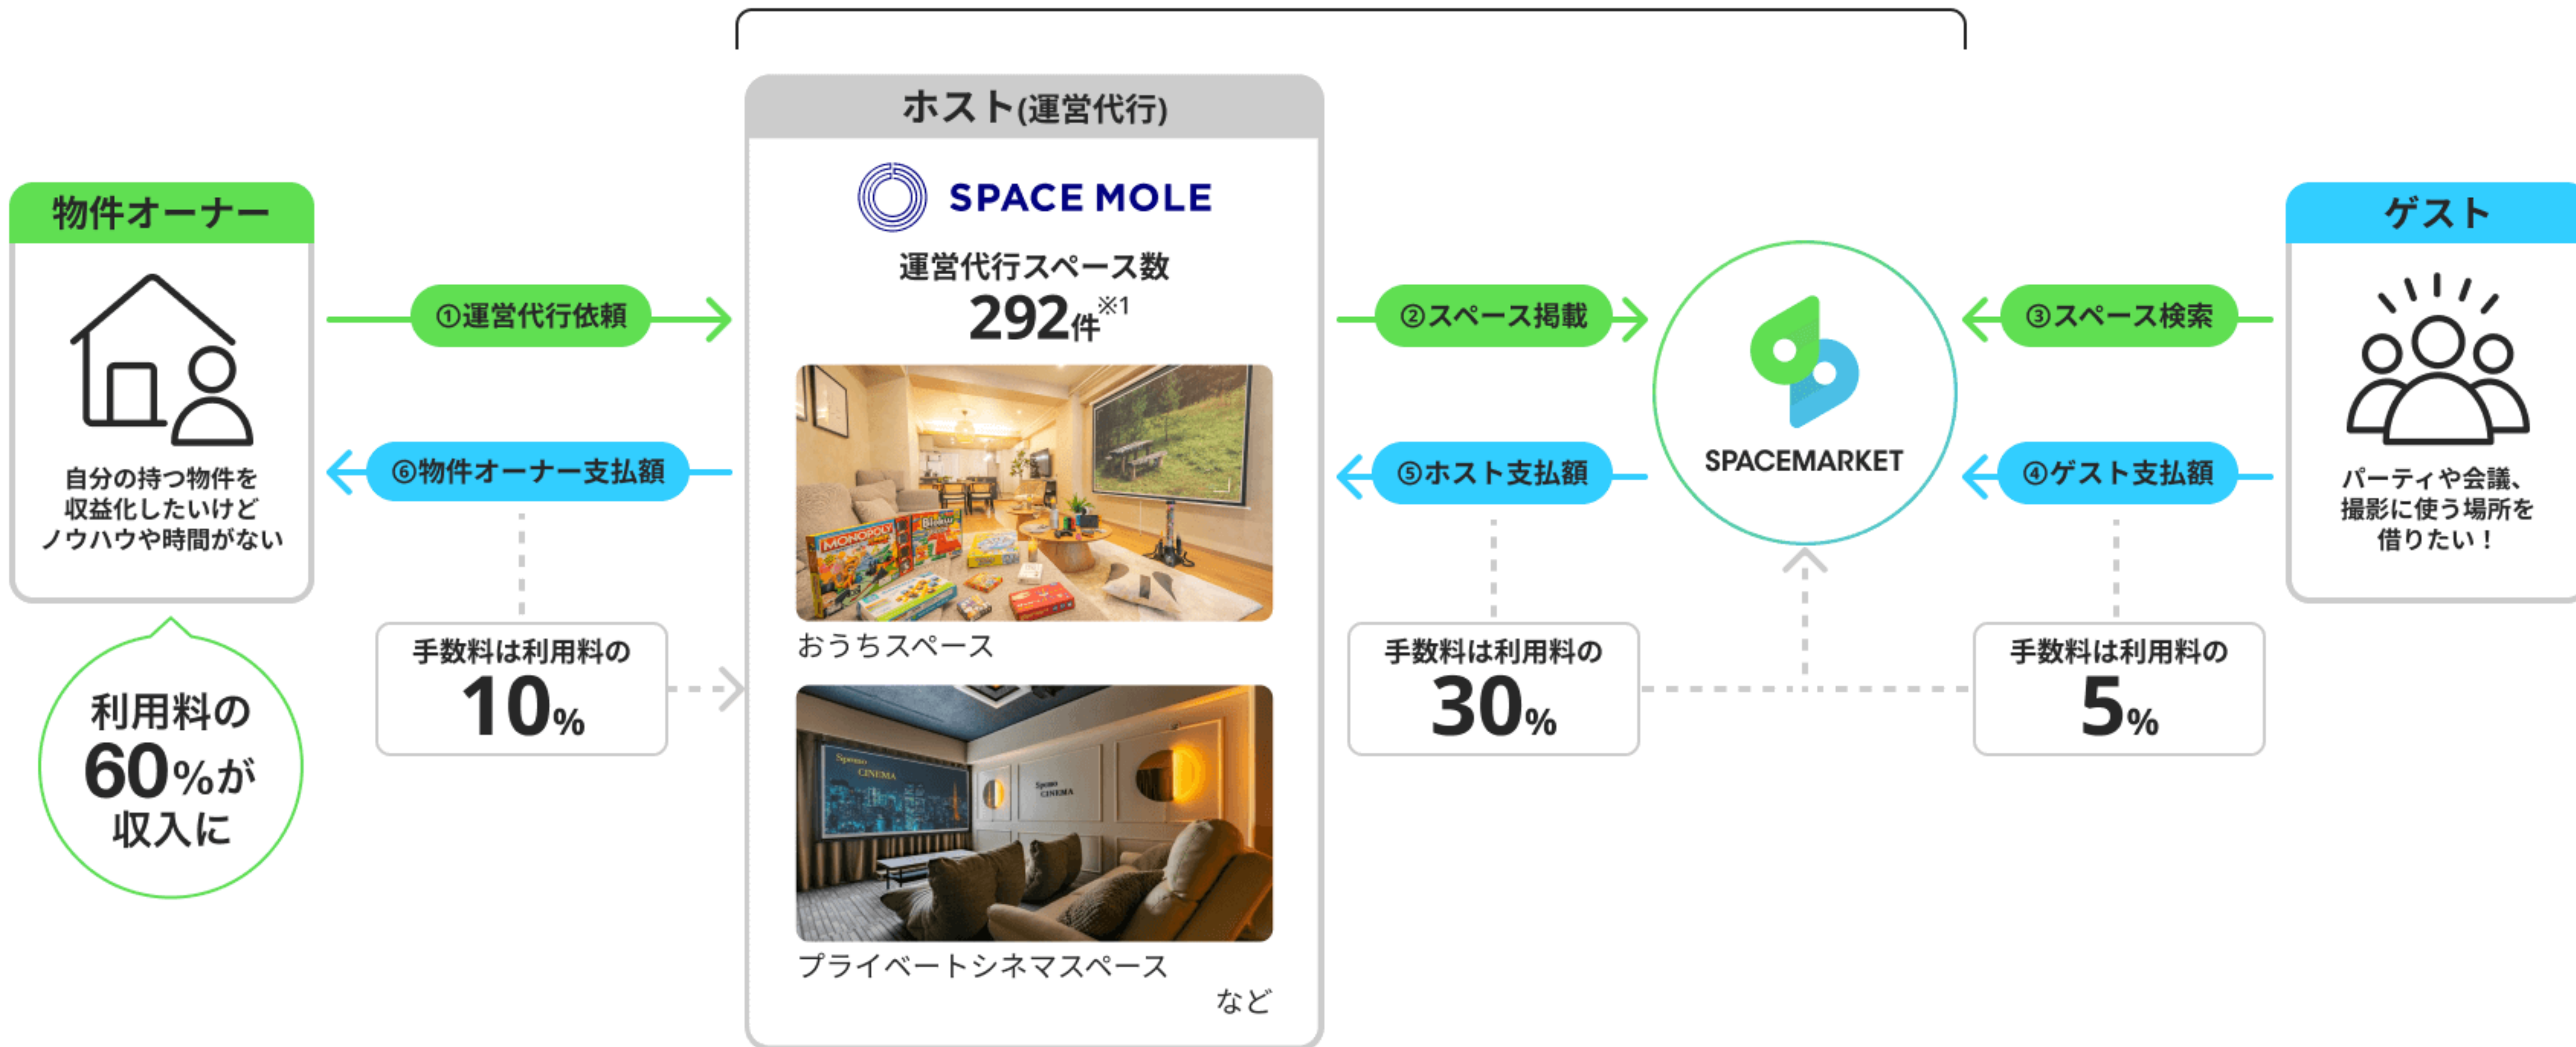 物件オーナー
自分の持つ物件を
収益化したいけど
ノウハウや時間がない
利用料の
60%が
収入に
①運営代行依頼
⑥物件オーナー支払額
手数料は利用料の
10%
ホスト(運営代行)
SPACE MOLE
運営代行スペース数
292件※1
MONOPOLY
Blokus
おうちスペース
CINEMA
CINEMA
プライベートシネマスペース
など
②スペース掲載
⑤ホスト支払額
手数料は利用料の
30%
SPACEMARKET
③スペース検索
④ゲスト支払額
手数料は利用料の
5%
ゲスト
パーティや会議、
撮影に使う場所を
借りたい！